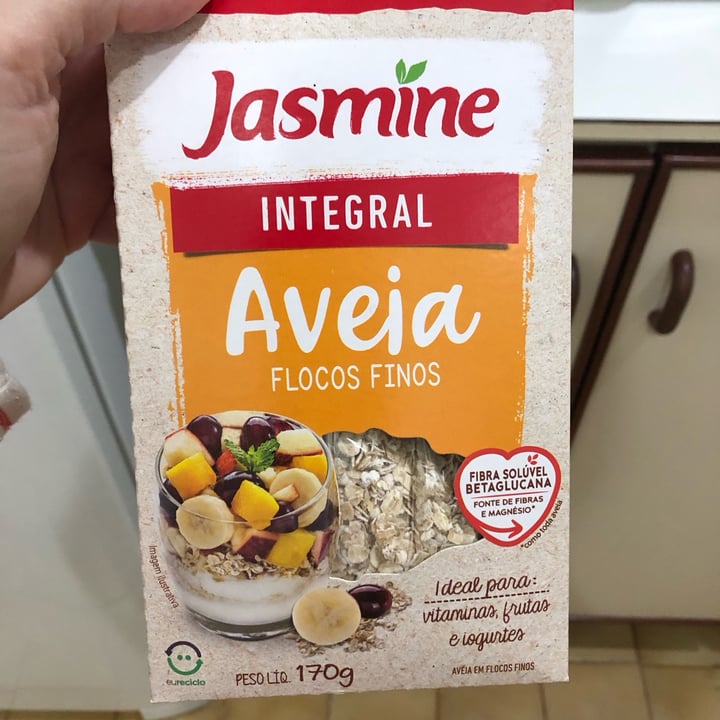 Jasmine
INTEGRAL
Aveia
FLOCOS FINOS
FIBRA SOLÚVEL
BETAGLUCANA
FONTE DE FIBRAS
E MAGNÉSIO*
*como toda aveia
Ideal para:
vitaminas, frutas
e iogurtes
Imagem ilustrativa
eureciclo
PESO LÍQ. 170g
AVEIA EM FLOCOS FINOS